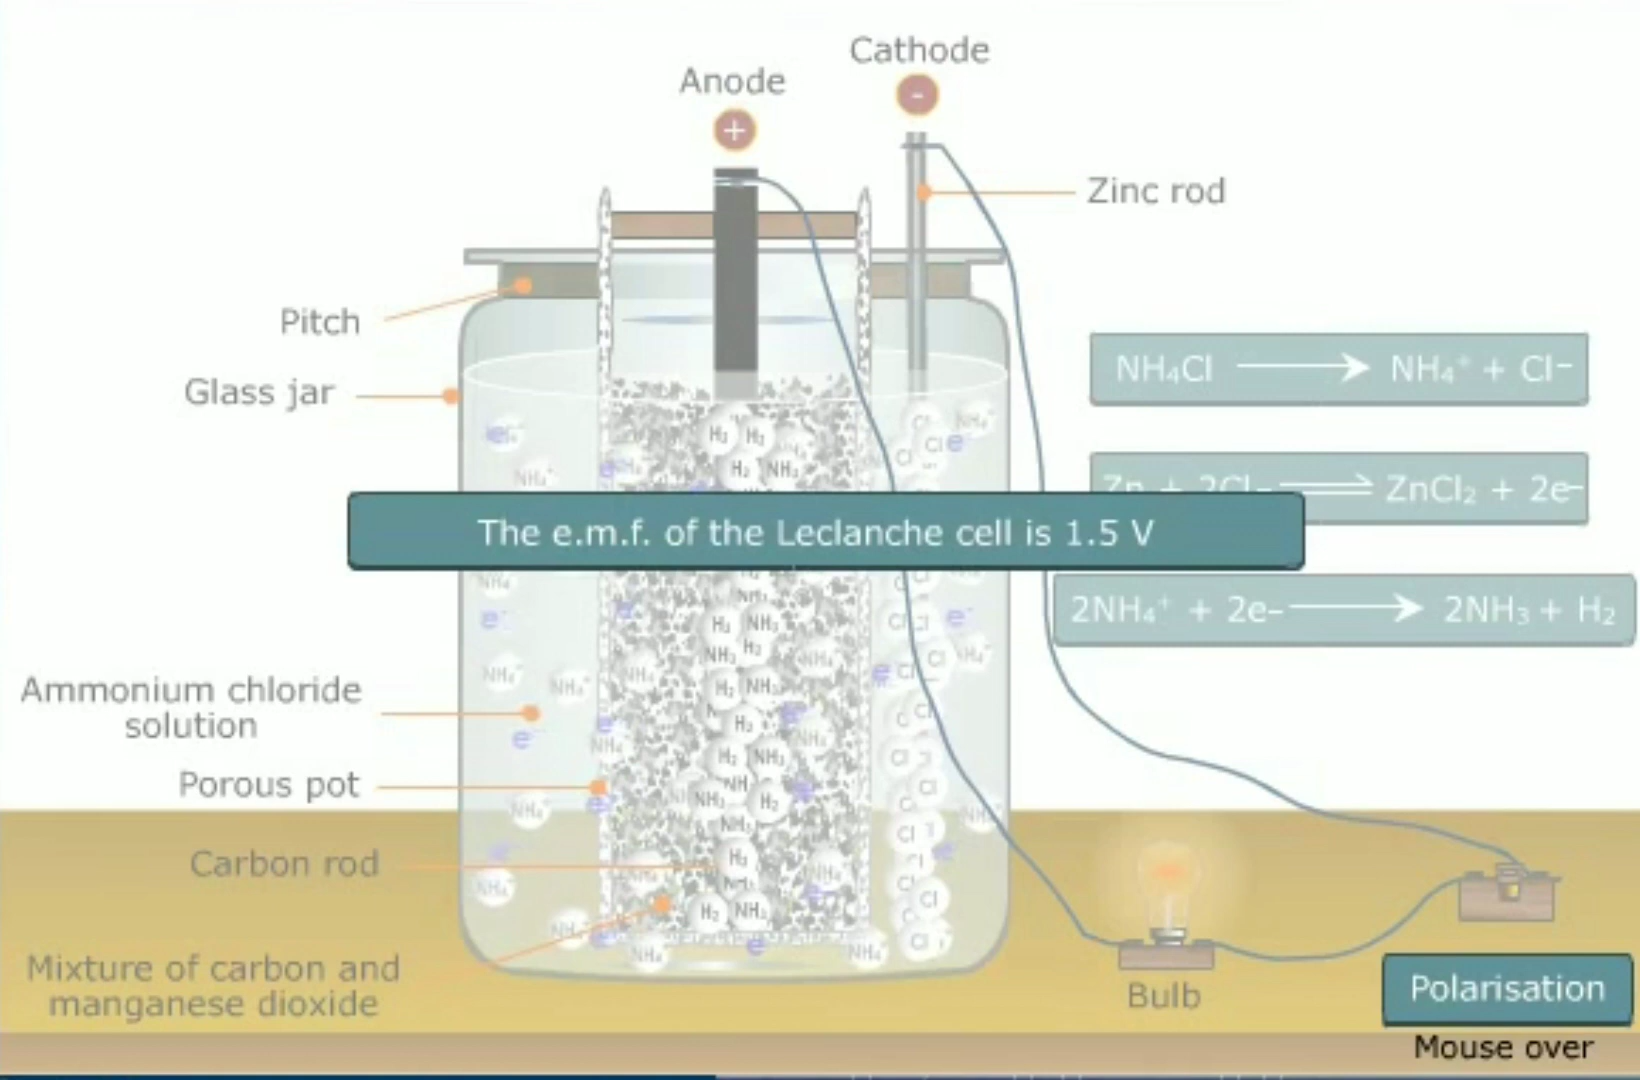 Cathode
Anode
-
+
Zinc rod
Pitch
Glass jar
NH₄Cl ⟶ NH₄⁺ + Cl−
Zn + 2Cl− ⇌ ZnCl₂ + 2e−
The e.m.f. of the Leclanche cell is 1.5 V
2NH₄⁺ + 2e− ⟶ 2NH₃ + H₂
Ammonium chloride
solution
Porous pot
Carbon rod
Mixture of carbon and
manganese dioxide
Bulb
Polarisation
Mouse over